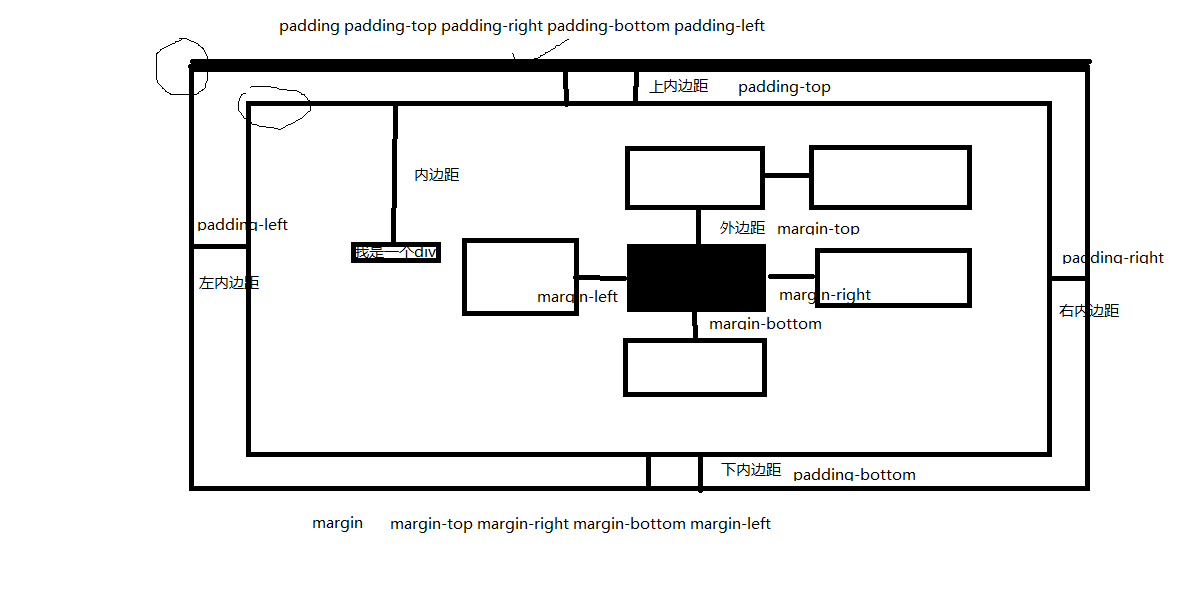 padding padding-top padding-right padding-bottom padding-left
上内边距 padding-top
内边距
padding-left
外边距 margin-top
我是一个div
padding-right
左内边距
margin-left
margin-right
右内边距
margin-bottom
下内边距 padding-bottom
margin margin-top margin-right margin-bottom margin-left